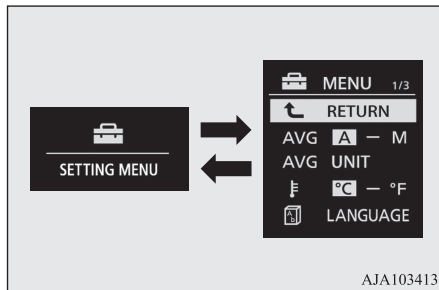 SETTING MENU
MENU 1/3
RETURN
AVG A – M
AVG UNIT
°C – °F
LANGUAGE
AJA103413